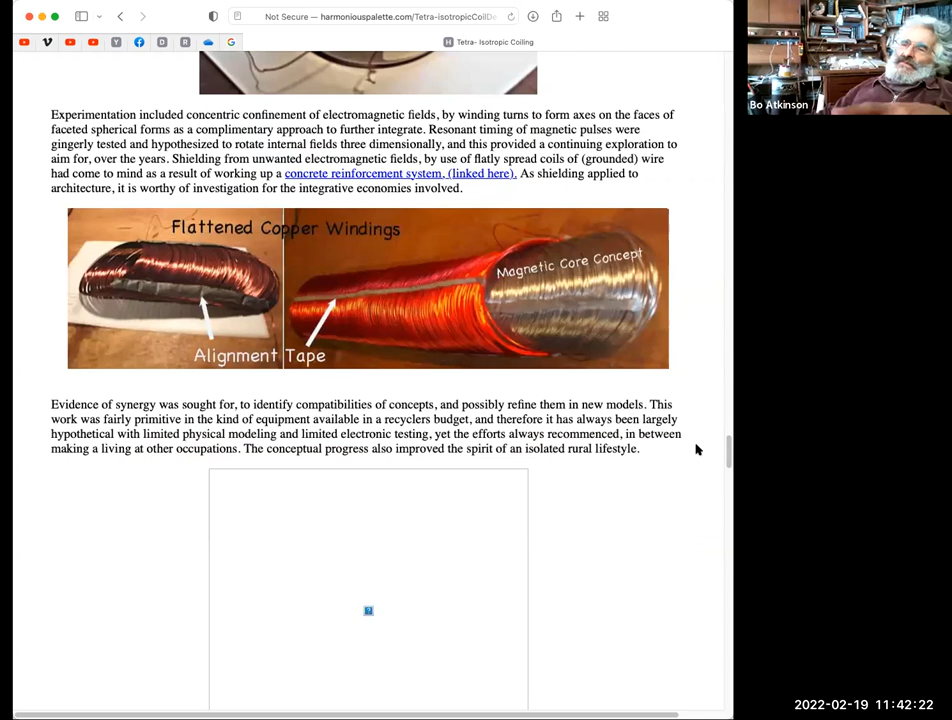 Not Secure — harmoniouspalette.com/Tetra-isotropicCoilDe
Tetra- Isotropic Coiling
Bo Atkinson
Experimentation included concentric confinement of electromagnetic fields, by winding turns to form axes on the faces of
faceted spherical forms as a complimentary approach to further integrate. Resonant timing of magnetic pulses were
gingerly tested and hypothesized to rotate internal fields three dimensionally, and this provided a continuing exploration to
aim for, over the years. Shielding from unwanted electromagnetic fields, by use of flatly spread coils of (grounded) wire
had come to mind as a result of working up a concrete reinforcement system, (linked here). As shielding applied to
architecture, it is worthy of investigation for the integrative economies involved.
Flattened Copper Windings
Magnetic Core Concept
Alignment Tape
Evidence of synergy was sought for, to identify compatibilities of concepts, and possibly refine them in new models. This
work was fairly primitive in the kind of equipment available in a recyclers budget, and therefore it has always been largely
hypothetical with limited physical modeling and limited electronic testing, yet the efforts always recommenced, in between
making a living at other occupations. The conceptual progress also improved the spirit of an isolated rural lifestyle.
2022-02-19 11:42:22